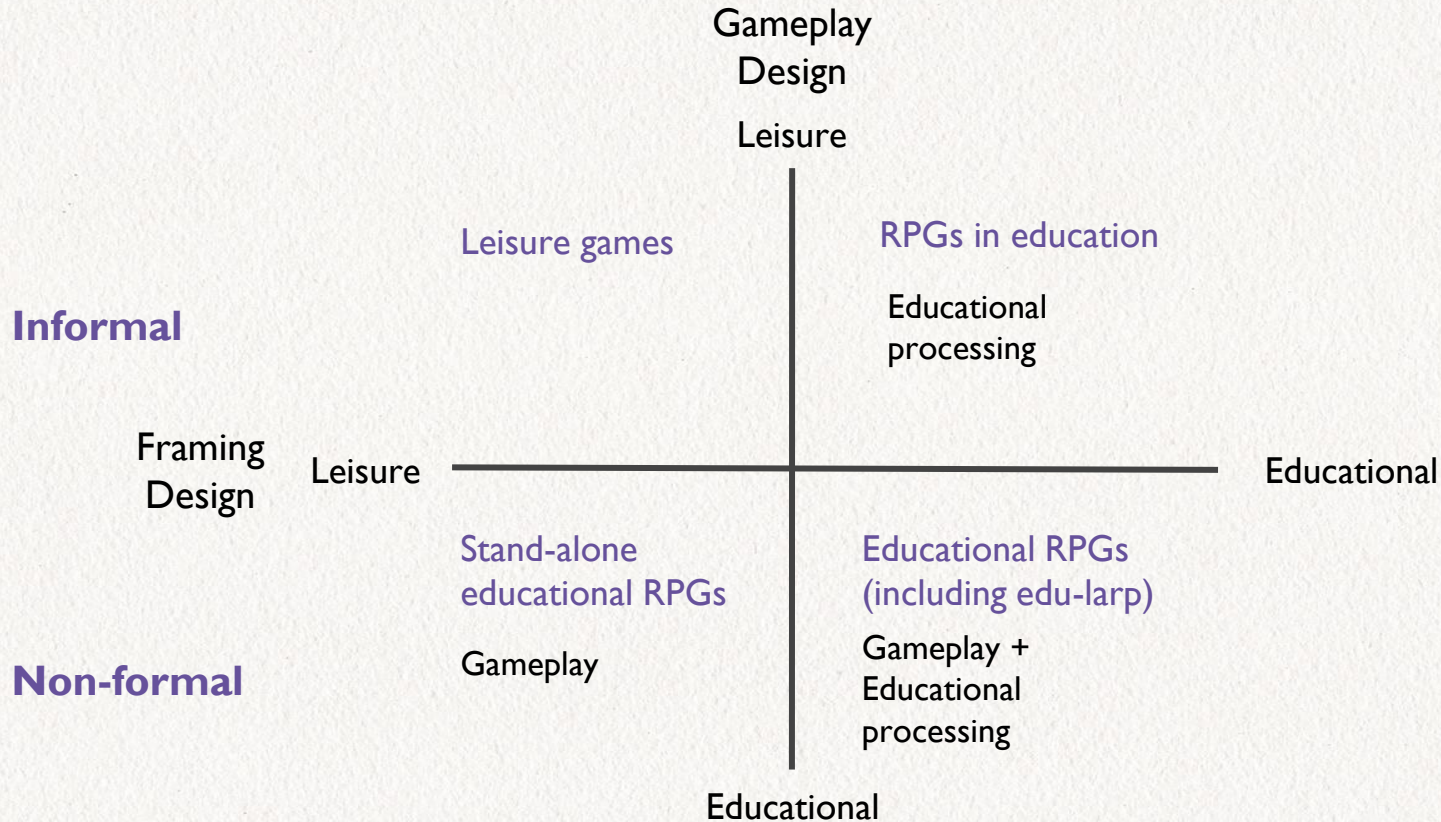 Gameplay
Design
Leisure
Leisure games
RPGs in education
Educational
processing
Informal
Framing
Design
Leisure
Educational
Stand-alone
educational RPGs
Gameplay
Educational RPGs
(including edu-larp)
Gameplay +
Educational
processing
Non-formal
Educational